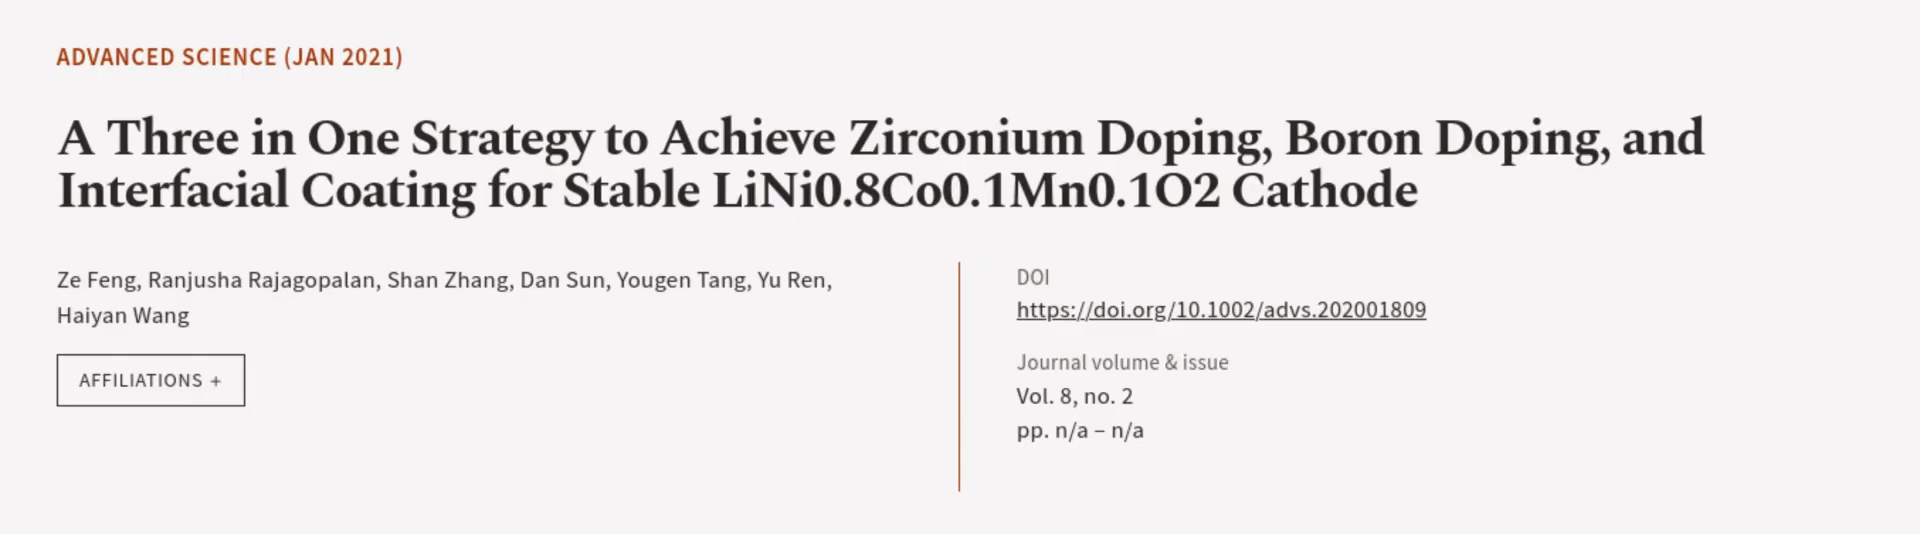 ADVANCED SCIENCE (JAN 2021)
A Three in One Strategy to Achieve Zirconium Doping, Boron Doping, and
Interfacial Coating for Stable LiNi0.8Co0.1Mn0.1O2 Cathode
Ze Feng, Ranjusha Rajagopalan, Shan Zhang, Dan Sun, Yougen Tang, Yu Ren,
Haiyan Wang
AFFILIATIONS +
DOI
https://doi.org/10.1002/advs.202001809
Journal volume & issue
Vol. 8, no. 2
pp. n/a – n/a